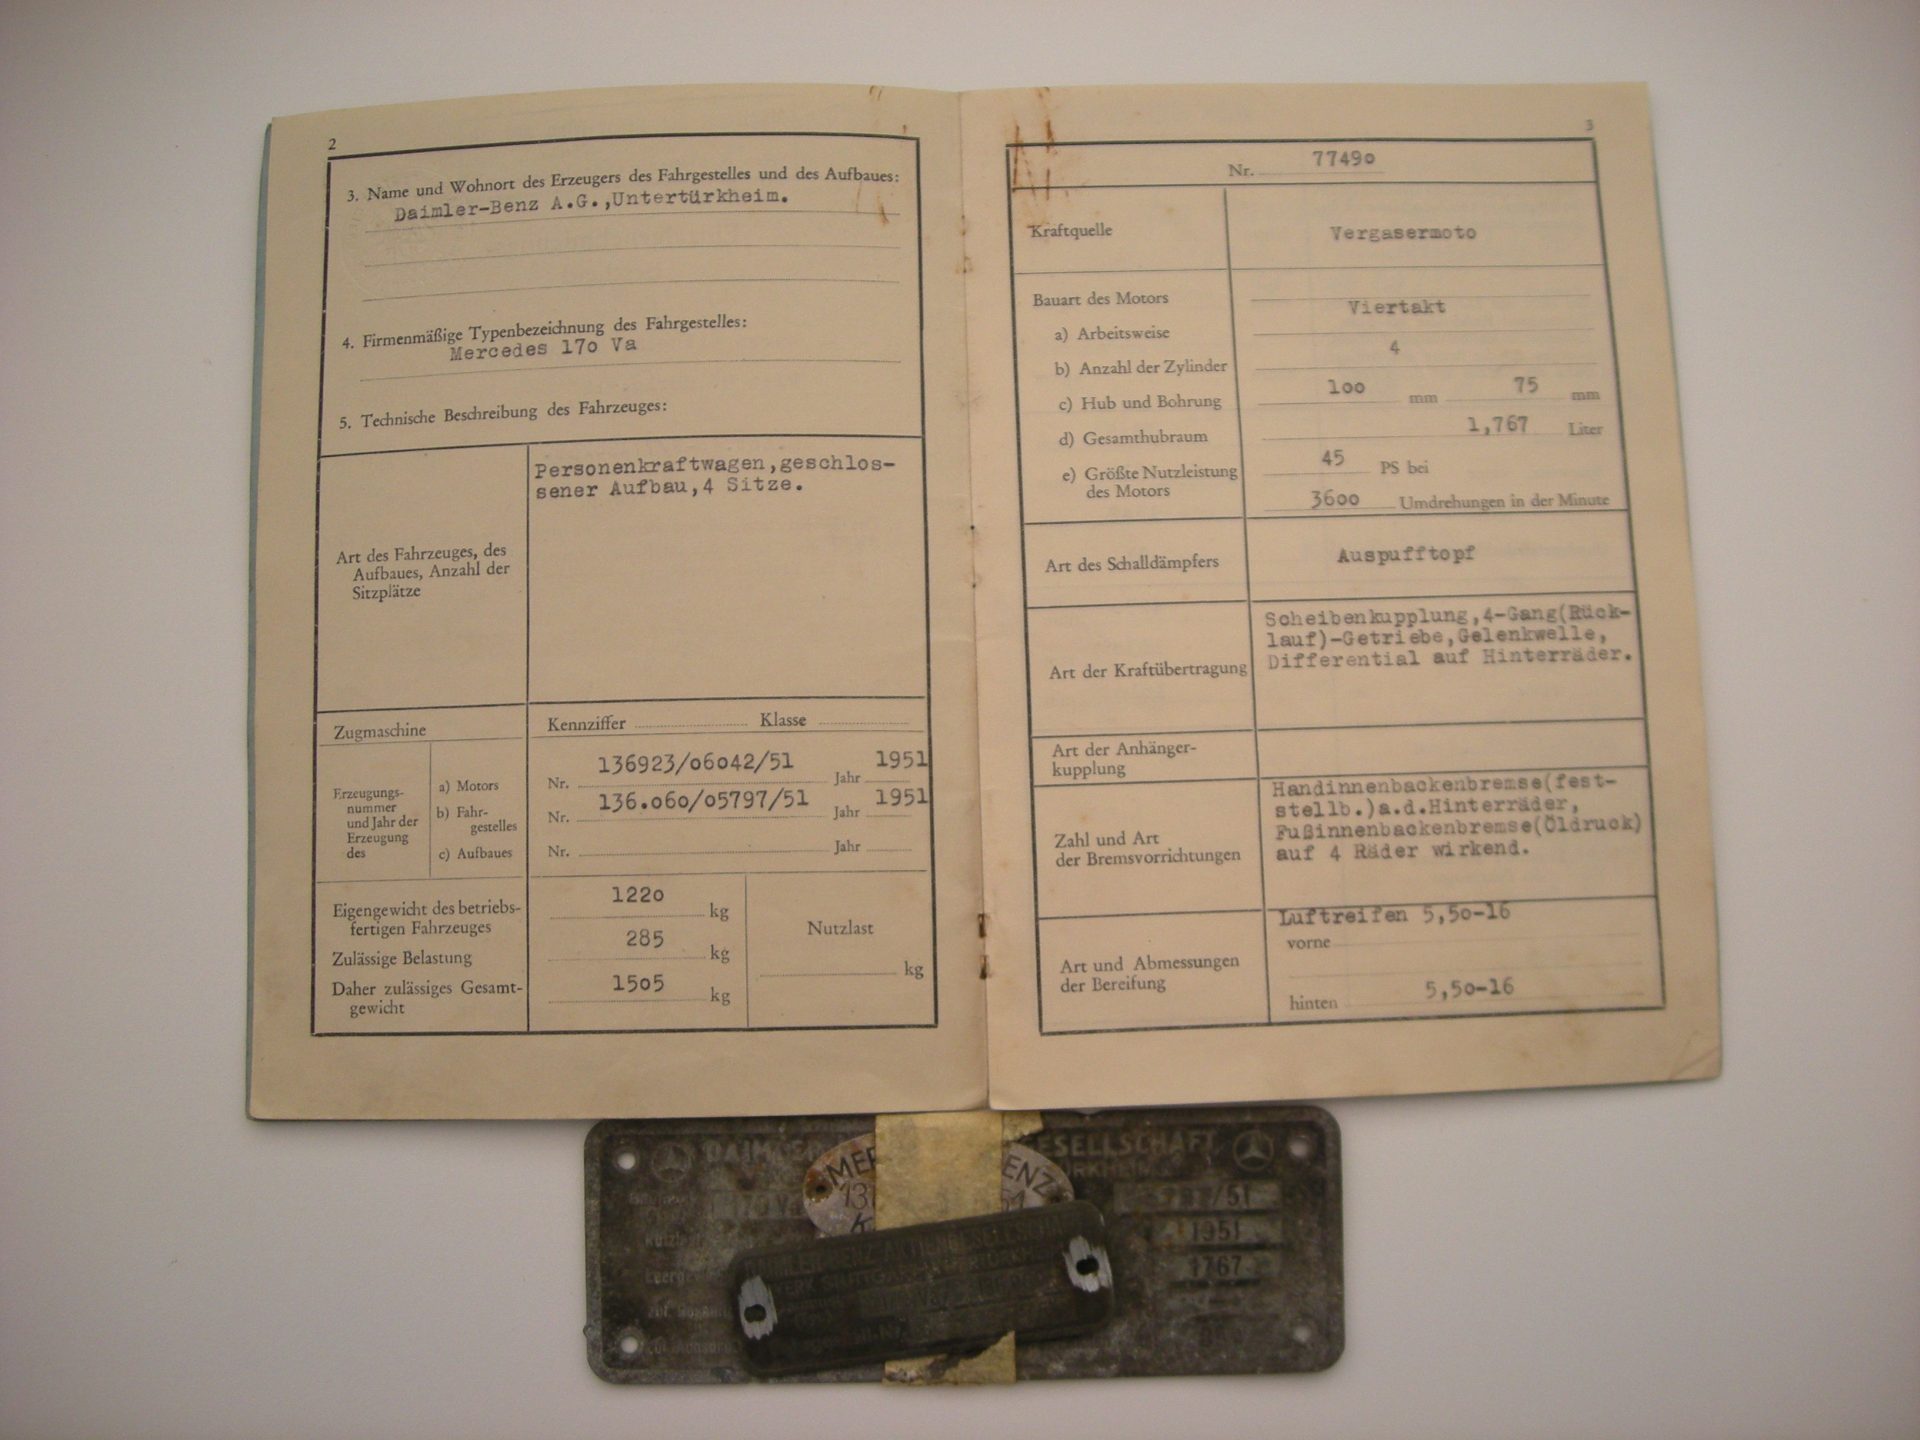 2
3. Name und Wohnort des Erzeugers des Fahrgestelles und des Aufbaues:
Daimler-Benz A.G.,Untertürkheim.
4. Firmenmäßige Typenbezeichnung des Fahrgestelles:
Mercedes 17o Va
5. Technische Beschreibung des Fahrzeuges:
Art des Fahrzeuges, des
Aufbaues, Anzahl der
Sitzplätze
Personenkraftwagen,geschlos-
sener Aufbau,4 Sitze.
Zugmaschine
Kennziffer Klasse
Erzeugungs-
nummer
und Jahr der
Erzeugung
des
a) Motors
Nr. 136923/o6o42/51 Jahr 1951
b) Fahr-
gestelles
Nr. 136.o6o/o5797/51 Jahr 1951
c) Aufbaues
Nr. Jahr
Eigengewicht des betriebs-
fertigen Fahrzeuges
122o kg
Zulässige Belastung
285 kg
Daher zulässiges Gesamt-
gewicht
15o5 kg
Nutzlast
kg
3
Nr. 7749o
Kraftquelle
Vergasermoto
Bauart des Motors
a) Arbeitsweise
Viertakt
b) Anzahl der Zylinder
4
c) Hub und Bohrung
1oo mm 75 mm
d) Gesamthubraum
1,767 Liter
e) Größte Nutzleistung
des Motors
45 PS bei
36oo Umdrehungen in der Minute
Art des Schalldämpfers
Auspufftopf
Art der Kraftübertragung
Scheibenkupplung,4-Gang(Rück-
lauf)-Getriebe,Gelenkwelle,
Differential auf Hinterräder.
Art der Anhänger-
kupplung
Zahl und Art
der Bremsvorrichtungen
Handinnenbackenbremse(fest-
stellb.)a.d.Hinterräder,
Fußinnenbackenbremse(Öldruck)
auf 4 Räder wirkend.
Art und Abmessungen
der Bereifung
Luftreifen 5,5o-16
vorne
hinten 5,5o-16
ESELLSCHAFT
MER ENZ
1951
1767